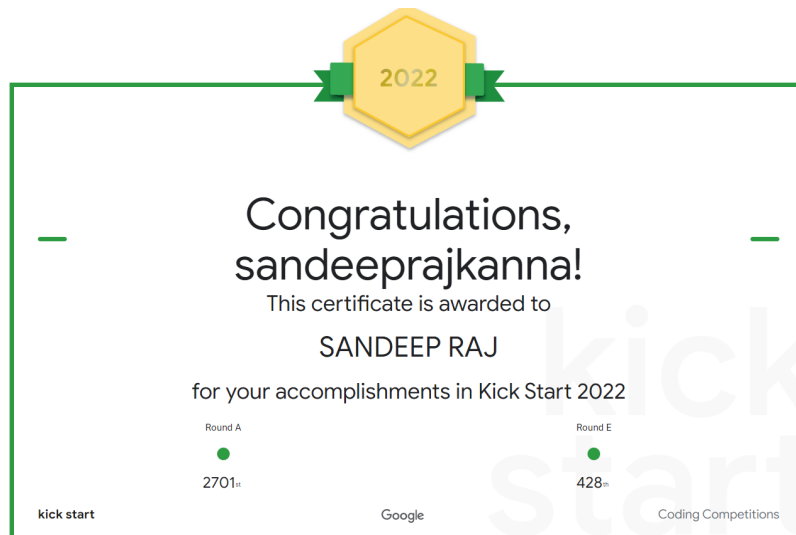 2022
Congratulations,
sandeeprajkanna!
This certificate is awarded to
SANDEEP RAJ
for your accomplishments in Kick Start 2022
Round A
Round E
2701st
428th
kick start
Google
Coding Competitions
kick
start